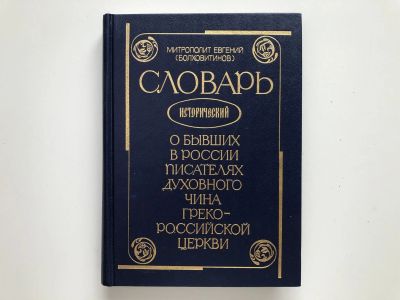 МИТРОПОЛИТ ЕВГЕНИЙ
(БОЛХОВИТИНОВ)
СЛОВАРЬ
ИСТОРИЧЕСКИЙ
О БЫВШИХ
В РОССИИ
ПИСАТЕЛЯХ
ДУХОВНОГО
ЧИНА
ГРЕКО-
РОССИЙСКОЙ
ЦЕРКВИ